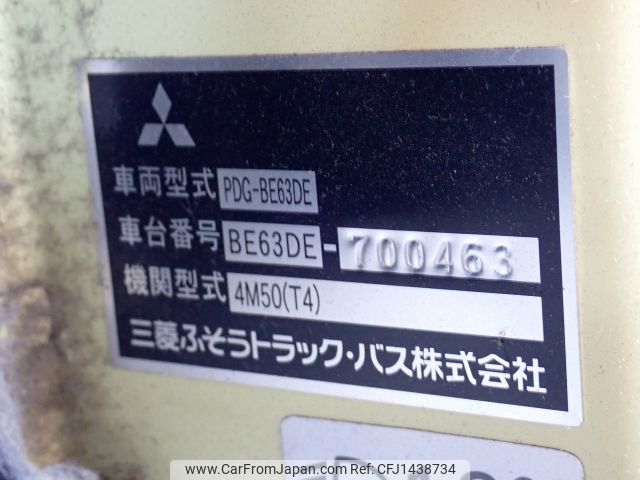 車両型式 PDG-BE63DE
車台番号 BE63DE-700463
機関型式 4M50(T4)
三菱ふそうトラック・バス株式会社
www.CarFromJapan.com - CFJ1438734